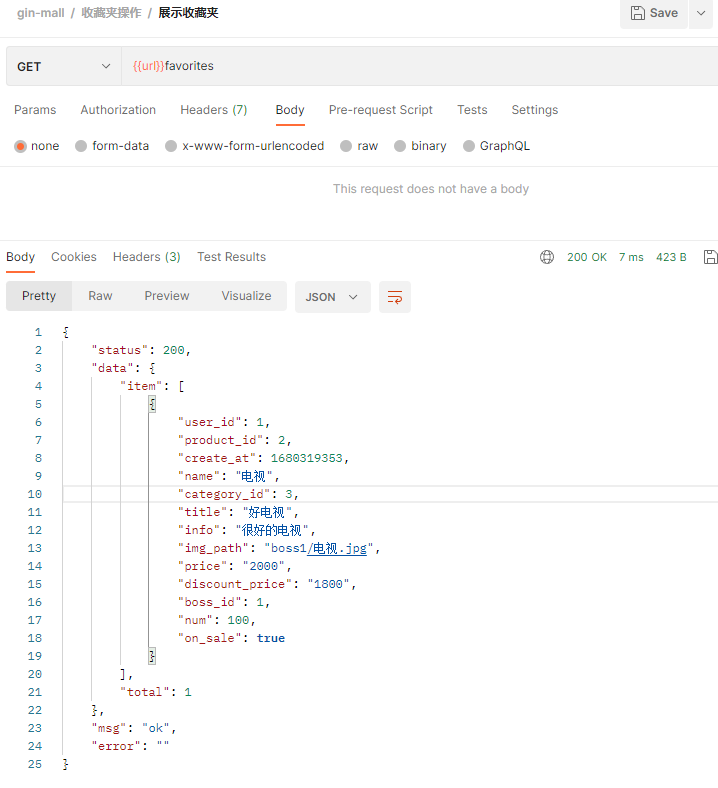 gin-mall / 收藏夹操作 / 展示收藏夹 Save
GET {{url}}favorites
Params Authorization Headers (7) Body Pre-request Script Tests Settings
none form-data x-www-form-urlencoded raw binary GraphQL
This request does not have a body
Body Cookies Headers (3) Test Results 200 OK 7 ms 423 B
Pretty Raw Preview Visualize JSON
1 {
2 "status": 200,
3 "data": {
4 "item": [
5 {
6 "user_id": 1,
7 "product_id": 2,
8 "create_at": 1680319353,
9 "name": "电视",
10 "category_id": 3,
11 "title": "好电视",
12 "info": "很好的电视",
13 "img_path": "boss1/电视.jpg",
14 "price": "2000",
15 "discount_price": "1800",
16 "boss_id": 1,
17 "num": 100,
18 "on_sale": true
19 }
20 ],
21 "total": 1
22 },
23 "msg": "ok",
24 "error": ""
25 }